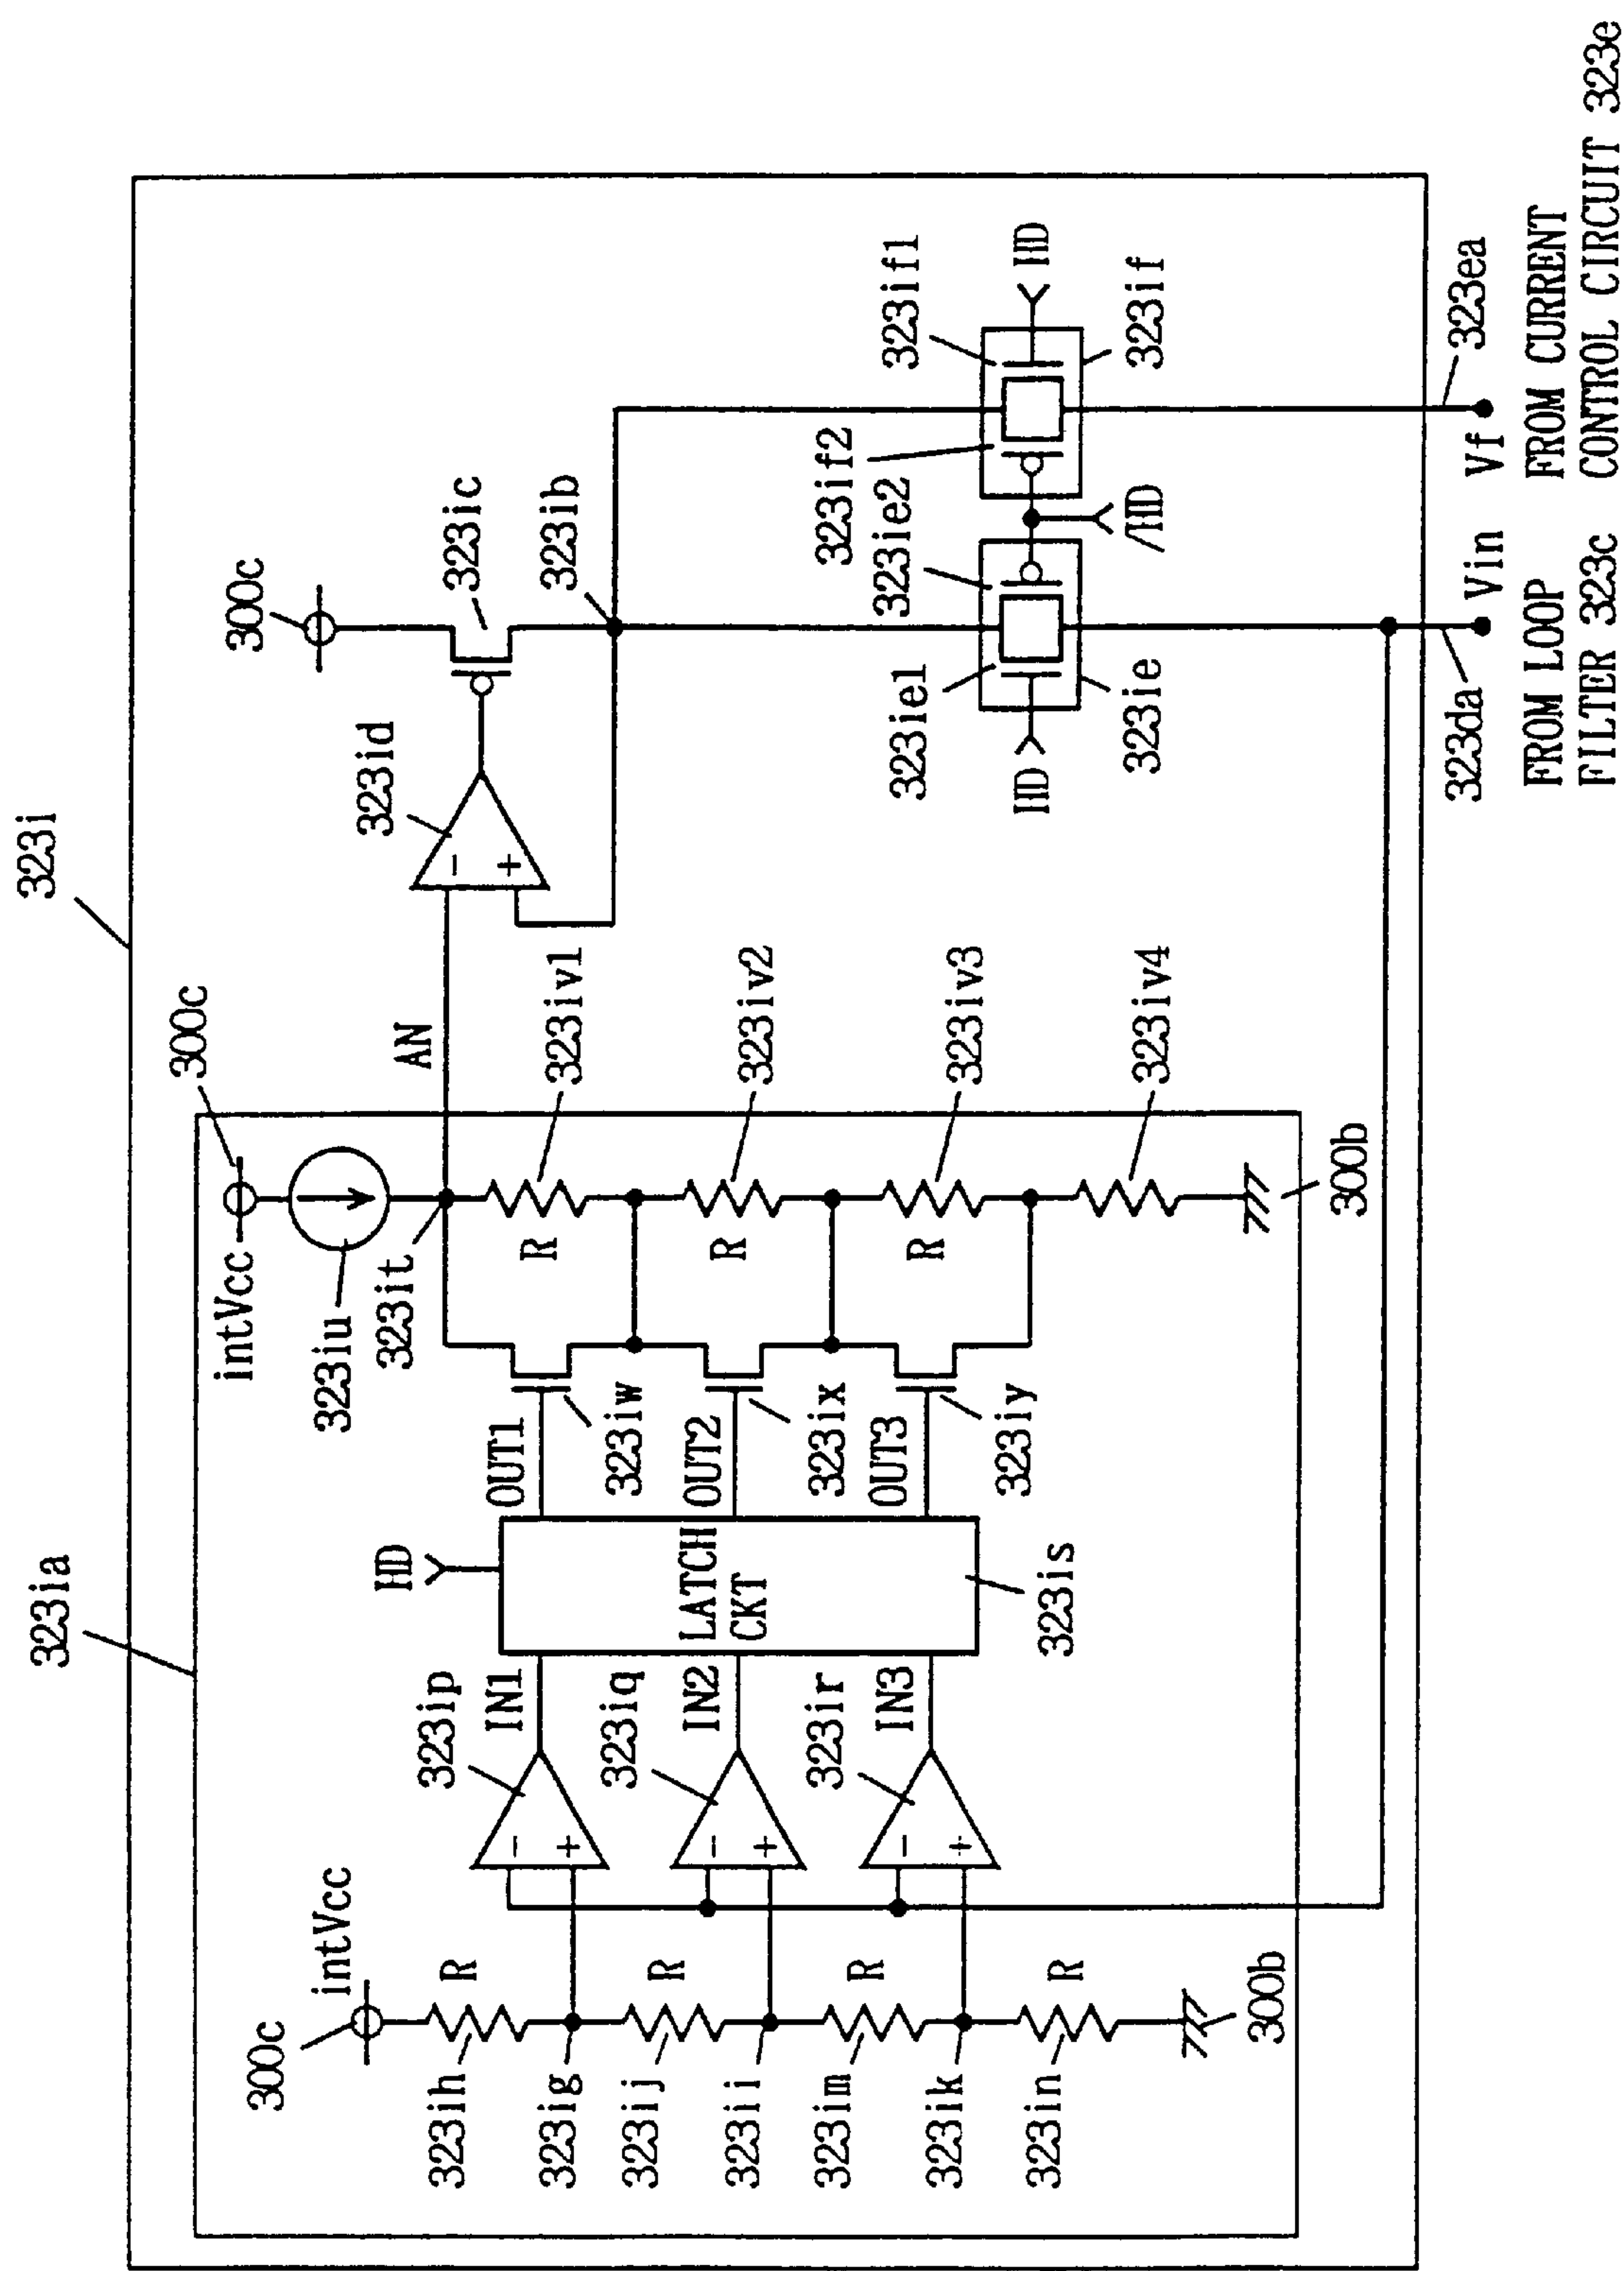 323i
323ia
300c
intVcc
323ih
R
323ig
323ij
R
323ii
323im
R
323ik
323in
R
300b
323ip
IN1
323iq
IN2
323ir
IN3
-
+
-
+
-
+
HD
LATCH
CKT
323is
OUT1
323iw
OUT2
323ix
OUT3
323iy
300c
intVcc
323iu
323it
AN
R
323iv1
R
323iv2
R
323iv3
323iv4
300b
323id
-
+
300c
323ic
323ib
323if1
323if2
323ie2
323ie1
HD
HD
/HD
323if
323ie
323da
Vin
Vf
323ea
FROM LOOP
FILTER 323c
FROM CURRENT
CONTROL CIRCUIT 323e